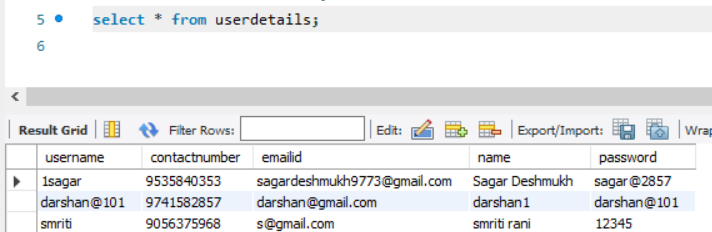 5 select * from userdetails;
6
Result Grid Filter Rows: Edit: Export/Import: Wrap
username contactnumber emailid name password
1sagar 9535840353 sagardeshmukh9773@gmail.com Sagar Deshmukh sagar@2857
darshan@101 9741582857 darshan@gmail.com darshan1 darshan@101
smriti 9056375968 s@gmail.com smriti rani 12345